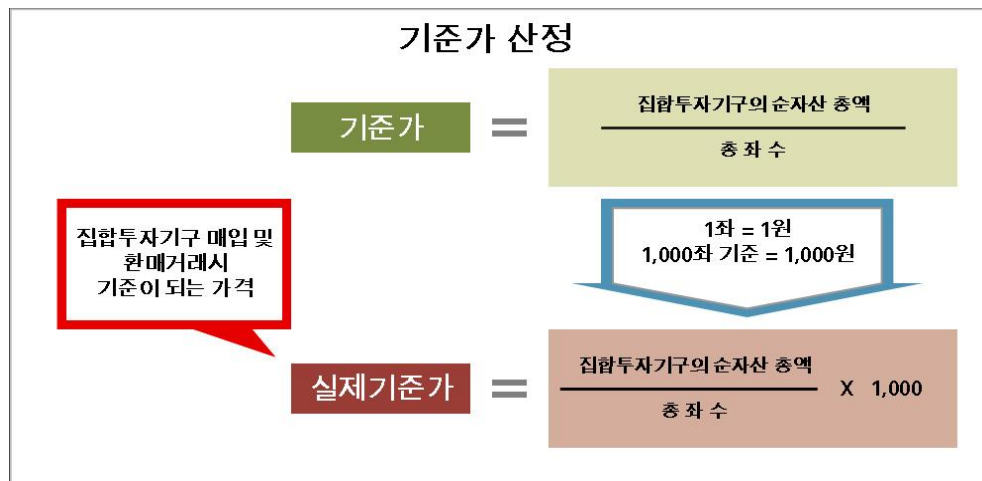 기준가 산정
기준가
=
집합투자기구의 순자산 총액
총 좌 수
집합투자기구 매입 및
환매거래시
기준이 되는 가격
1좌 = 1원
1,000좌 기준 = 1,000원
실제기준가
=
집합투자기구의 순자산 총액
총 좌 수
X 1,000